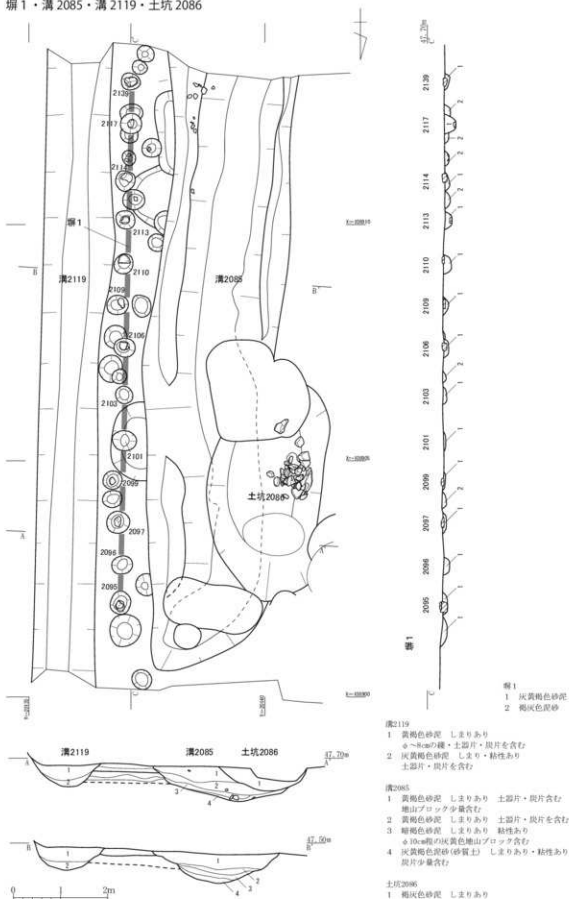 塀1・溝2085・溝2119・土坑2086
47.70m
C
C
2139
2117
2114
2113
塀1
2110
B
溝2119
溝2085
2109
B
2106
2103
2101
2099
土坑2086
2097
A
A
2096
2095
C
C
2139
2117
2114
2113
2110
2109
2106
2103
2101
2099
2097
2096
2095
塀1
塀1
1 灰黄褐色砂泥
2 褐灰色泥砂
溝2119 溝2085 土坑2086
47.70m
A
A
47.50m
B
B
0 1 2m
溝2119
1 黄褐色砂泥 しまりあり
φ～8cmの礫・土器片・炭片を含む
2 灰黄褐色砂泥 しまり・粘性あり
土器片・炭片を含む
溝2085
1 黄褐色砂泥 しまりあり 土器片・炭片含む
地山ブロック少量含む
2 黄褐色砂泥 しまりあり 土器片・炭片を含む
3 暗褐色砂泥 しまりあり 粘性あり
φ10cm程の灰黄色地山ブロック含む
4 灰黄褐色泥砂(砂質土) しまりあり・粘性あり
炭片少量含む
土坑2086
1 褐灰色砂泥 しまりあり